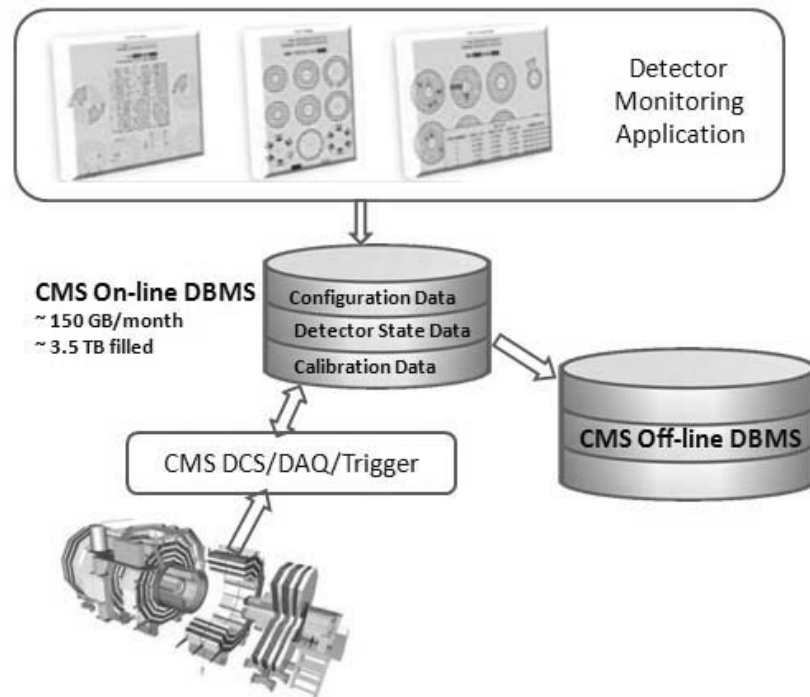 Detector
Monitoring
Application
CMS On-line DBMS
~ 150 GB/month
~ 3.5 TB filled
Configuration Data
Detector State Data
Calibration Data
CMS Off-line DBMS
CMS DCS/DAQ/Trigger